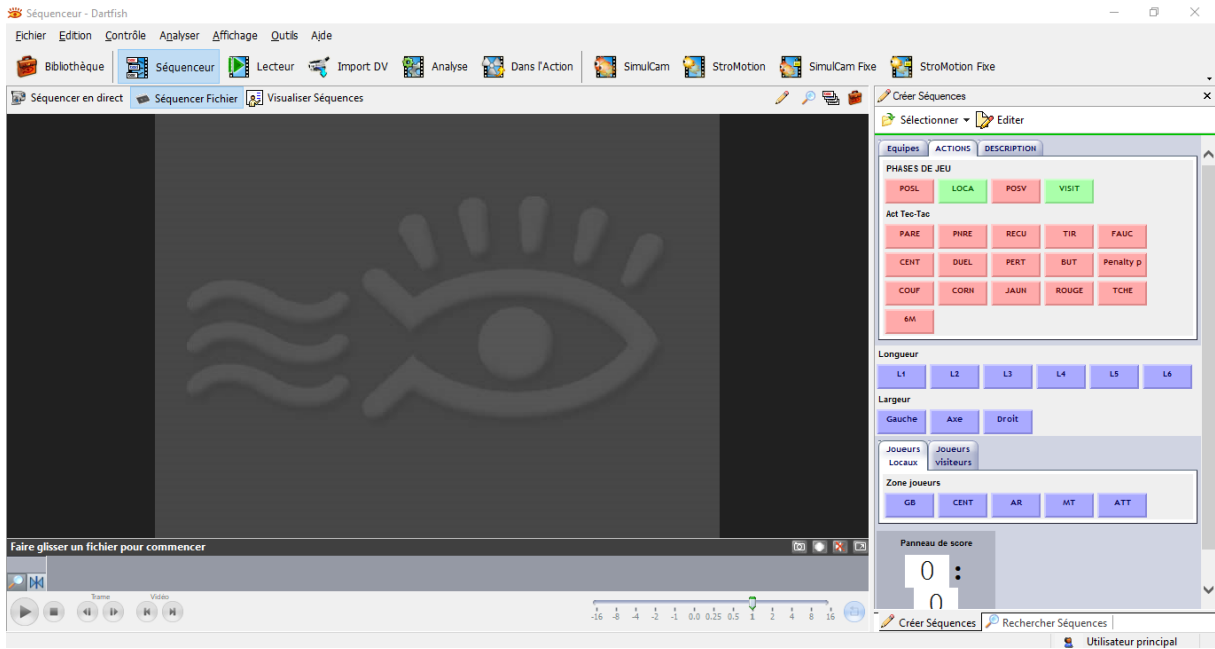 Séquenceur - Dartfish
Fichier Edition Contrôle Analyser Affichage Outils Aide
Bibliothèque Séquenceur Lecteur Import DV Analyse Dans l'Action SimulCam StroMotion SimulCam Fixe StroMotion Fixe
Séquencer en direct Séquencer Fichier Visualiser Séquences
Créer Séquences
Sélectionner Editer
Equipes ACTIONS DESCRIPTION
PHASES DE JEU
POSL LOCA POSV VISIT
Act Tec-Tac
PARE PNRE RECU TIR FAUC
CENT DUEL PERT BUT Penalty p
COUF CORN JAUN ROUGE TCHE
6M
Longueur
L1 L2 L3 L4 L5 L6
Largeur
Gauche Axe Droit
Joueurs Locaux Joueurs visiteurs
Zone joueurs
GB CENT AR MT ATT
Panneau de score
0 :
0
Faire glisser un fichier pour commencer
Trame Vidéo
-16 -8 -4 -2 -1 0.0 0.25 0.5 1 2 4 8 16
Créer Séquences Rechercher Séquences
Utilisateur principal